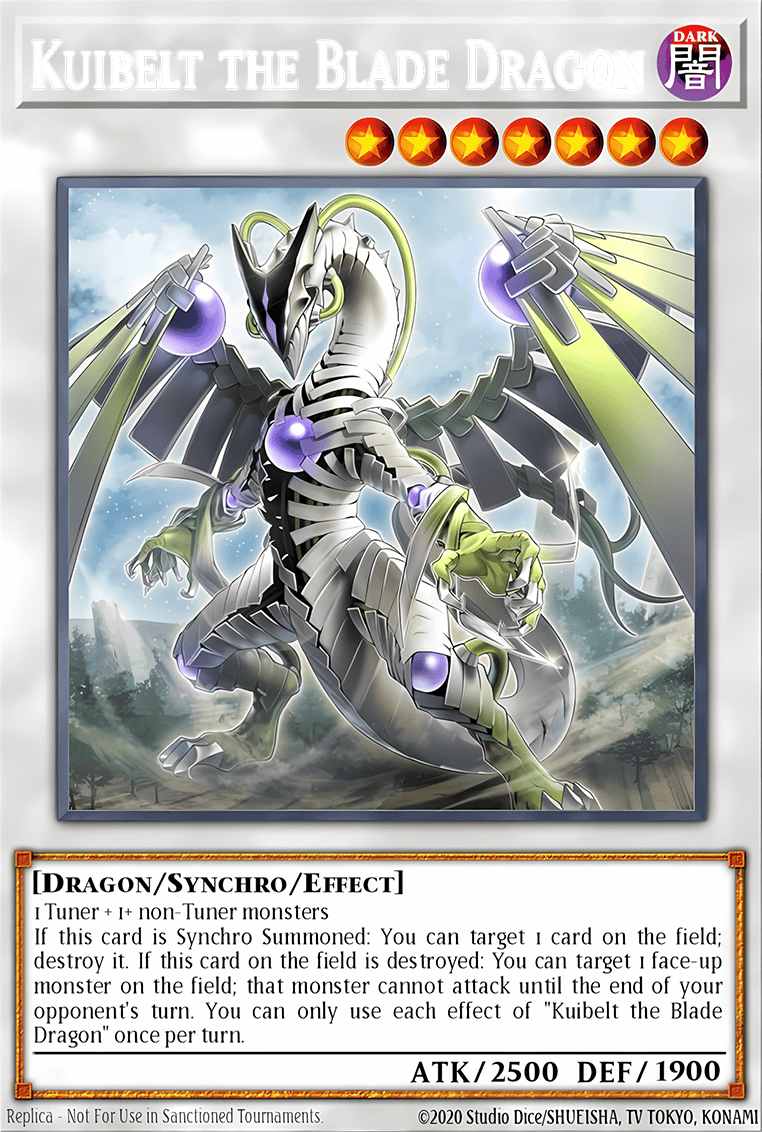 Kuibelt the Blade Dragon
DARK
闇
[Dragon/Synchro/Effect]
1 Tuner + 1+ non-Tuner monsters
If this card is Synchro Summoned: You can target 1 card on the field;
destroy it. If this card on the field is destroyed: You can target 1 face-up
monster on the field; that monster cannot attack until the end of your
opponent's turn. You can only use each effect of "Kuibelt the Blade
Dragon" once per turn.
ATK/2500 DEF/1900
Replica - Not For Use in Sanctioned Tournaments.
©2020 Studio Dice/SHUEISHA, TV TOKYO, KONAMI